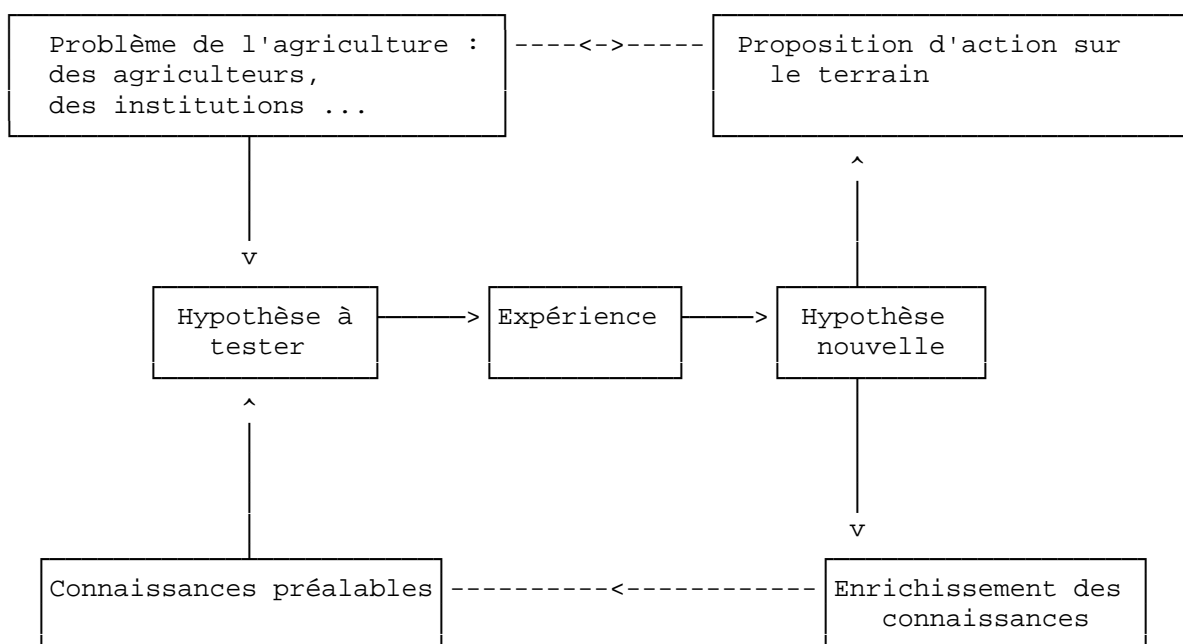 Problème de l'agriculture :
des agriculteurs,
des institutions ...
----<->-----
Proposition d'action sur
le terrain
v
^
Hypothèse à
tester
>
Expérience
>
Hypothèse
nouvelle
^
v
Connaissances préalables
----------<------------
Enrichissement des
connaissances